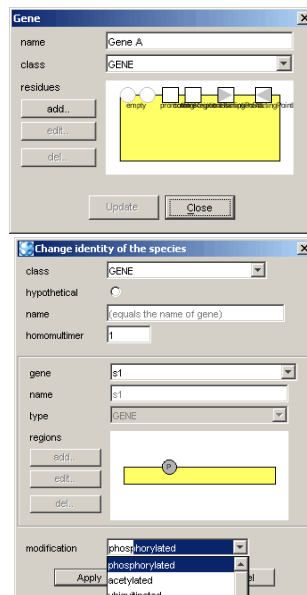 Gene
name Gene A
class GENE
residues
add..
edit..
del..
empty
Update Close
Change identity of the species
class GENE
hypothetical
name (equals the name of gene)
homomultimer 1
gene s1
name s1
type GENE
regions
add..
edit..
del..
P
modification phosphorylated
phosphorylated
Apply
acetylated